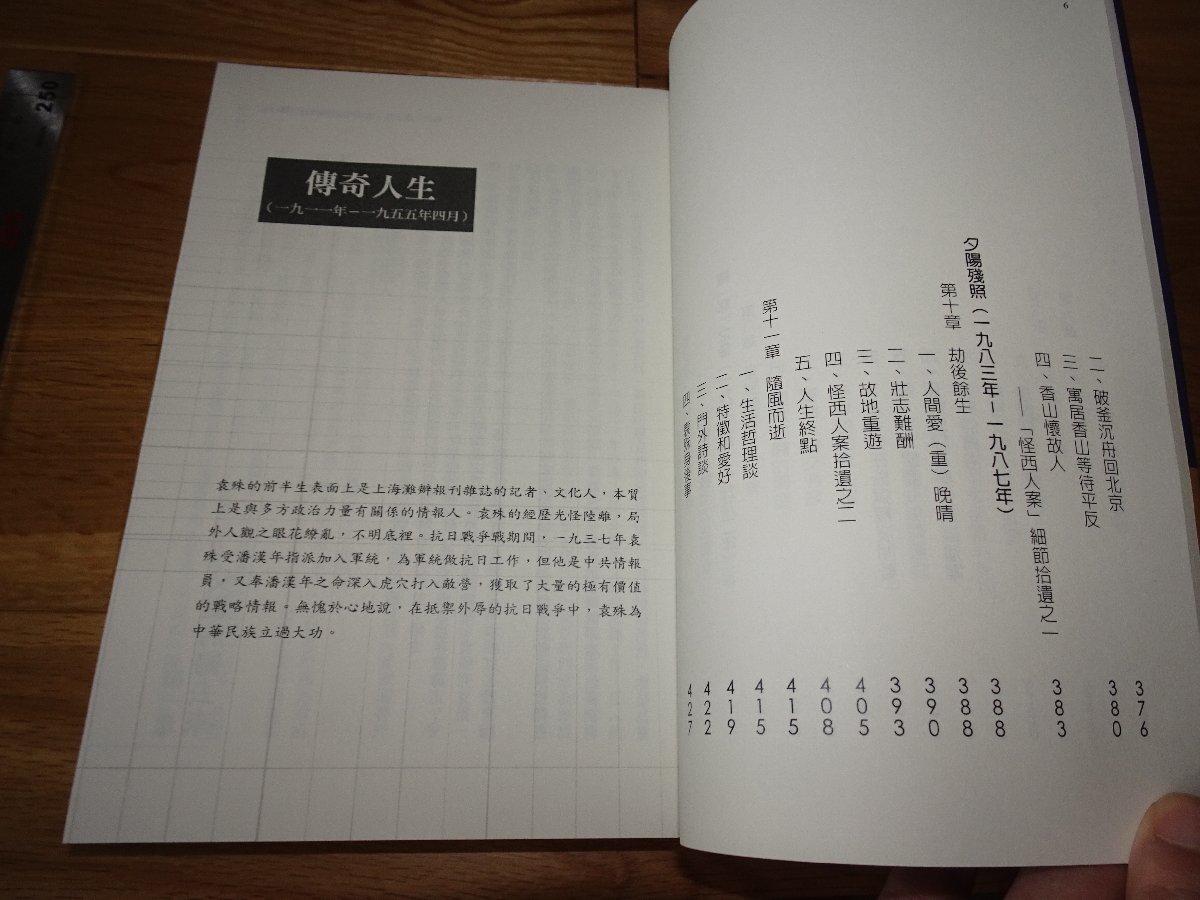 6
二、破釜沉舟回北京 376
三、寓居香山等待平反 380
四、香山懷故人
——「怪西人案」細節拾遺之一 383
夕陽殘照(一九八三年-一九八七年) 388
第十章 劫後餘生 388
一、人間愛(重)晚晴 390
二、壯志難酬 393
三、故地重遊 405
四、怪西人案拾遺之二 408
五、人生終點 415
第十一章 隨風而逝 415
一、生活哲理談 419
二、特徵和愛好 422
三、門外詩談 427
四、袁殊身後事
傳奇人生
(一九一一年-一九五五年四月)
袁殊的前半生表面上是上海灘辦報刊雜誌的記者、文化人,本質
上是與多方政治力量有關係的情報人。袁殊的經歷光怪陸離,局
外人觀之眼花繚亂,不明底裡。抗日戰爭戰期間,一九三七年袁
殊受潘漢年指派加入軍統,為軍統做抗日工作,但他是中共情報
員,又奉潘漢年之命深入虎穴打入敵營,獲取了大量的極有價值
的戰略情報。無愧於心地說,在抵禦外辱的抗日戰爭中,袁殊為
中華民族立過大功。
250